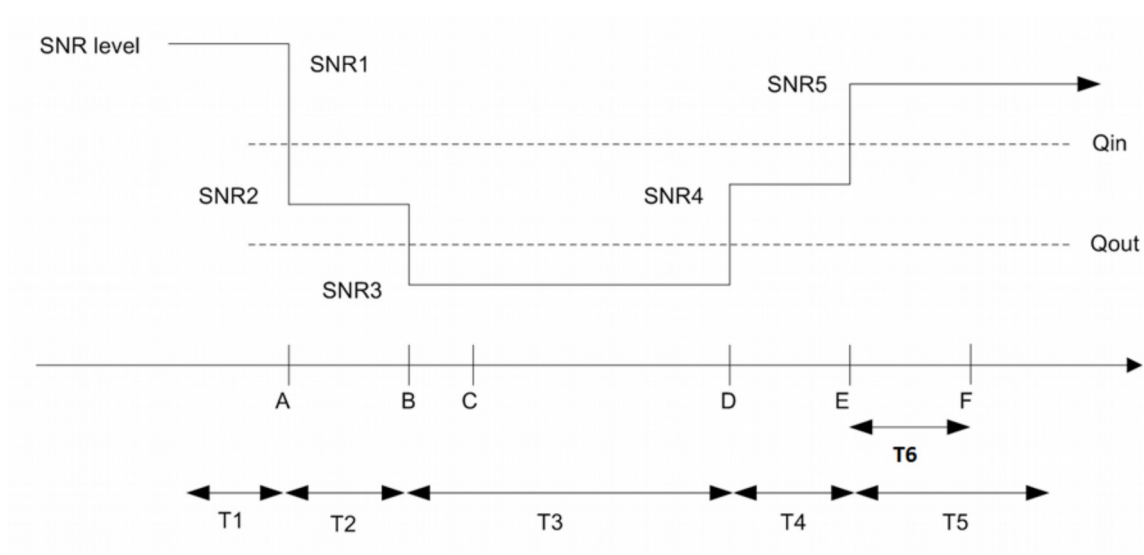 SNR level
SNR1
SNR5
Qin
SNR2
SNR4
Qout
SNR3
A
B
C
D
E
F
T6
T1
T2
T3
T4
T5